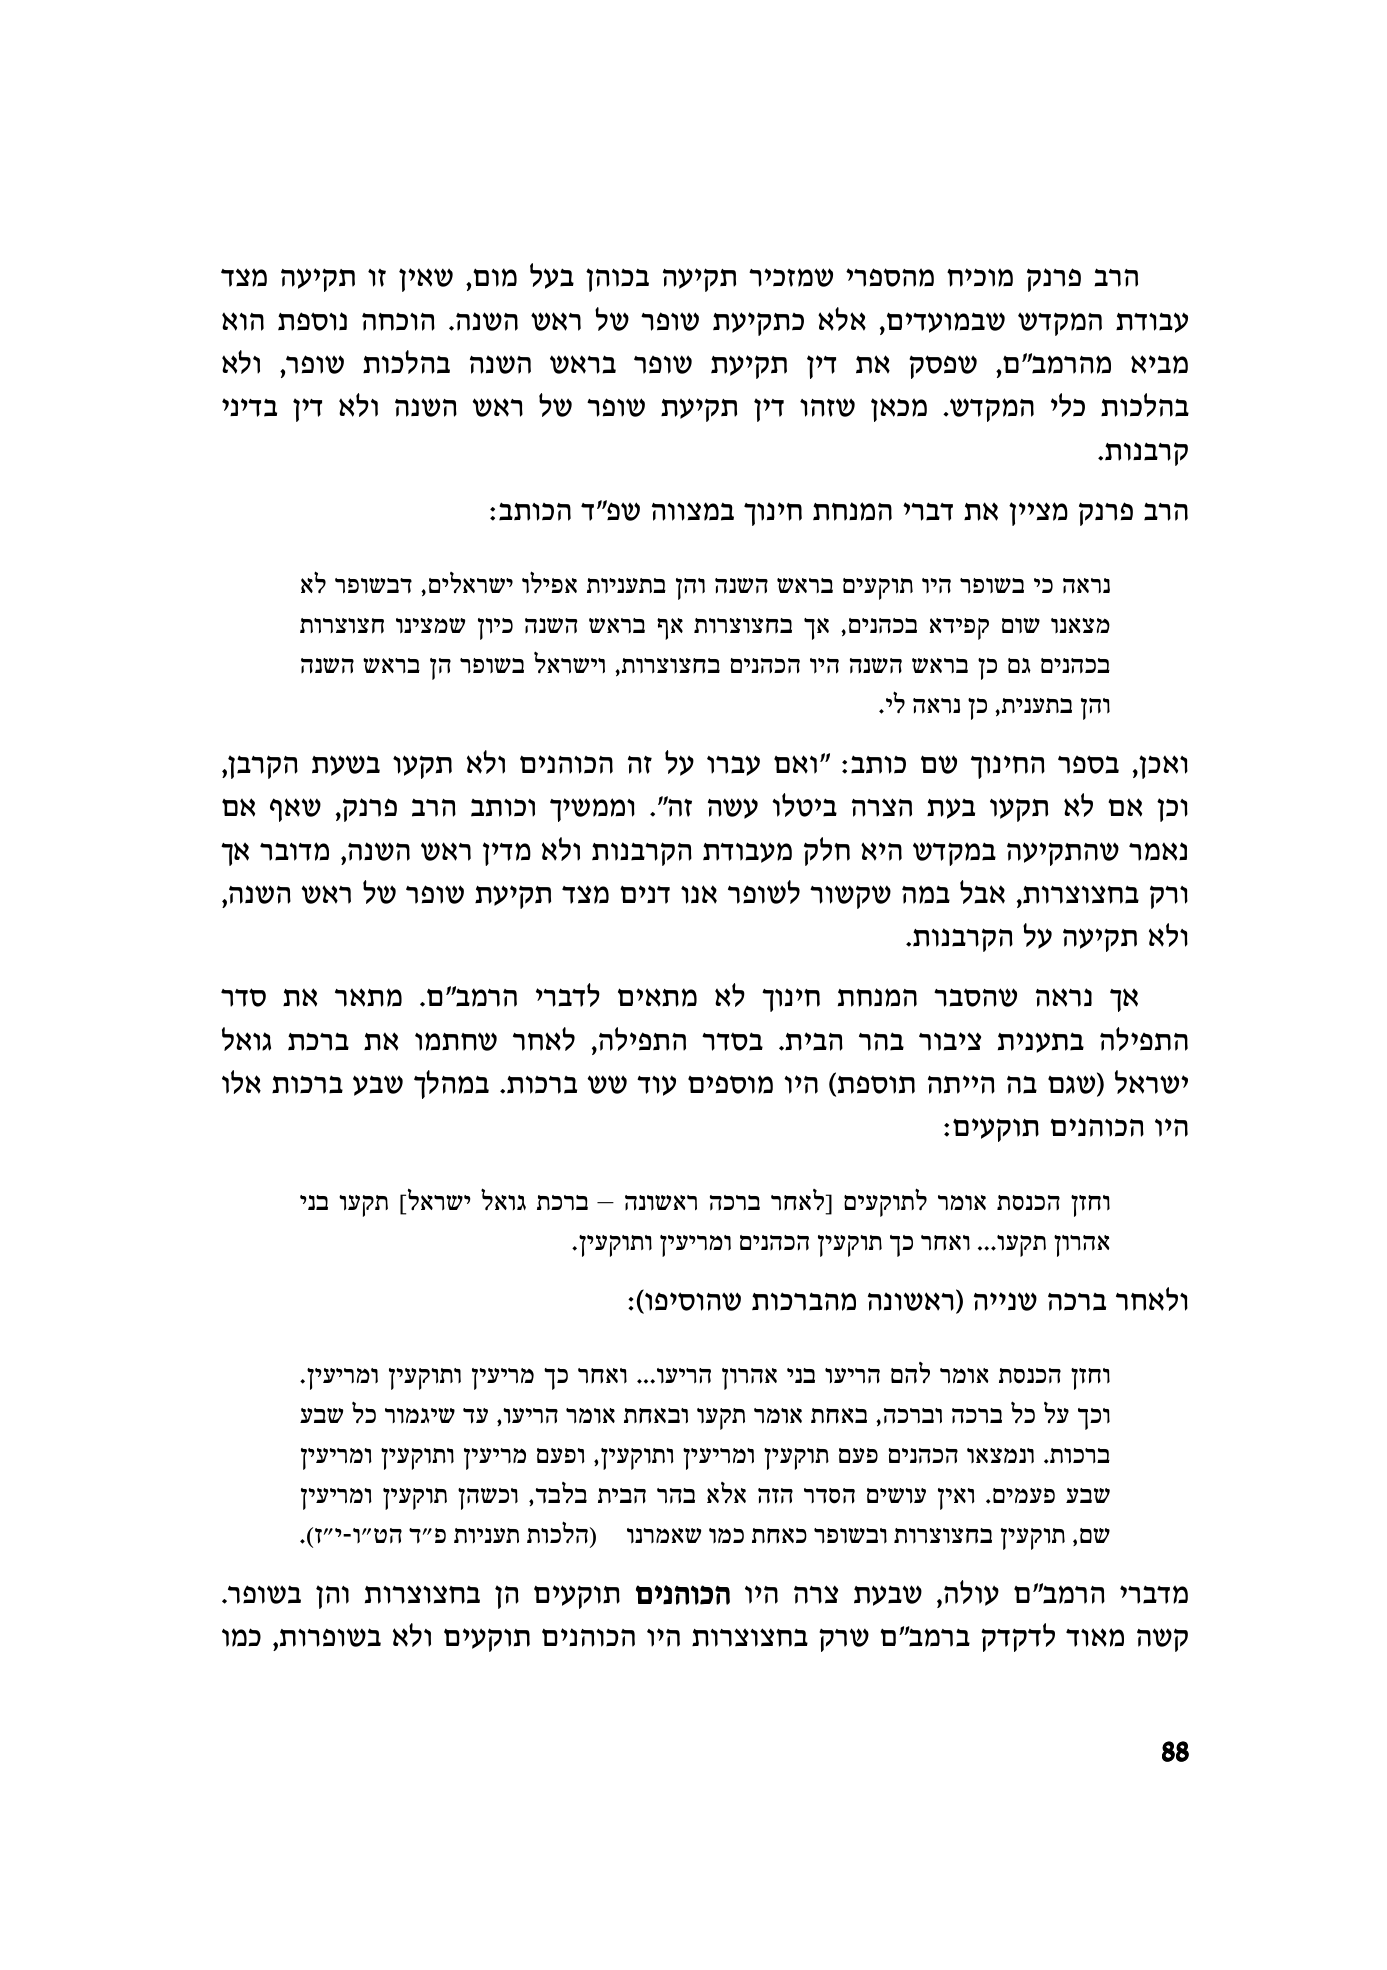 הרב פרנק מוכיח מהספרי שמזכיר תקיעה בכוהן בעל מום, שאין זו תקיעה מצד
עבודת המקדש שבמועדים, אלא כתקיעת שופר של ראש השנה. הוכחה נוספת הוא
מביא מהרמב״ם, שפסק את דין תקיעת שופר בראש השנה בהלכות שופר, ולא
בהלכות כלי המקדש. מכאן שזהו דין תקיעת שופר של ראש השנה ולא דין בדיני
קרבנות.
הרב פרנק מציין את דברי המנחת חינוך במצווה שפ״ד הכותב:
נראה כי בשופר היו תוקעים בראש השנה והן בתעניות אפילו ישראלים, דבשופר לא
מצאנו שום קפידא בכהנים, אך בחצוצרות אף בראש השנה כיון שמצינו חצוצרות
בכהנים גם כן בראש השנה היו הכהנים בחצוצרות, וישראל בשופר הן בראש השנה
והן בתענית, כן נראה לי.
ואכן, בספר החינוך שם כותב: ״ואם עברו על זה הכוהנים ולא תקעו בשעת הקרבן,
וכן אם לא תקעו בעת הצרה ביטלו עשה זה״. וממשיך וכותב הרב פרנק, שאף אם
נאמר שהתקיעה במקדש היא חלק מעבודת הקרבנות ולא מדין ראש השנה, מדובר אך
ורק בחצוצרות, אבל במה שקשור לשופר אנו דנים מצד תקיעת שופר של ראש השנה,
ולא תקיעה על הקרבנות.
אך נראה שהסבר המנחת חינוך לא מתאים לדברי הרמב״ם. מתאר את סדר
התפילה בתענית ציבור בהר הבית. בסדר התפילה, לאחר שחתמו את ברכת גואל
ישראל (שגם בה הייתה תוספת) היו מוספים עוד שש ברכות. במהלך שבע ברכות אלו
היו הכוהנים תוקעים:
וחזן הכנסת אומר לתוקעים [לאחר ברכה ראשונה – ברכת גואל ישראל] תקעו בני
אהרון תקעו... ואחר כך תוקעין הכהנים ומריעין ותוקעין.
ולאחר ברכה שנייה (ראשונה מהברכות שהוסיפו):
וחזן הכנסת אומר להם הריעו בני אהרון הריעו... ואחר כך מריעין ותוקעין ומריעין.
וכך על כל ברכה וברכה, באחת אומר תקעו ובאחת אומר הריעו, עד שיגמור כל שבע
ברכות. ונמצאו הכהנים פעם תוקעין ומריעין ותוקעין, ופעם מריעין ותוקעין ומריעין
שבע פעמים. ואין עושים הסדר הזה אלא בהר הבית בלבד, וכשהן תוקעין ומריעין
שם, תוקעין בחצוצרות ובשופר כאחת כמו שאמרנו (הלכות תעניות פ״ד הט״ו-י״ז).
מדברי הרמב״ם עולה, שבעת צרה היו הכוהנים תוקעים הן בחצוצרות והן בשופר.
קשה מאוד לדקדק ברמב״ם שרק בחצוצרות היו הכוהנים תוקעים ולא בשופרות, כמו
88